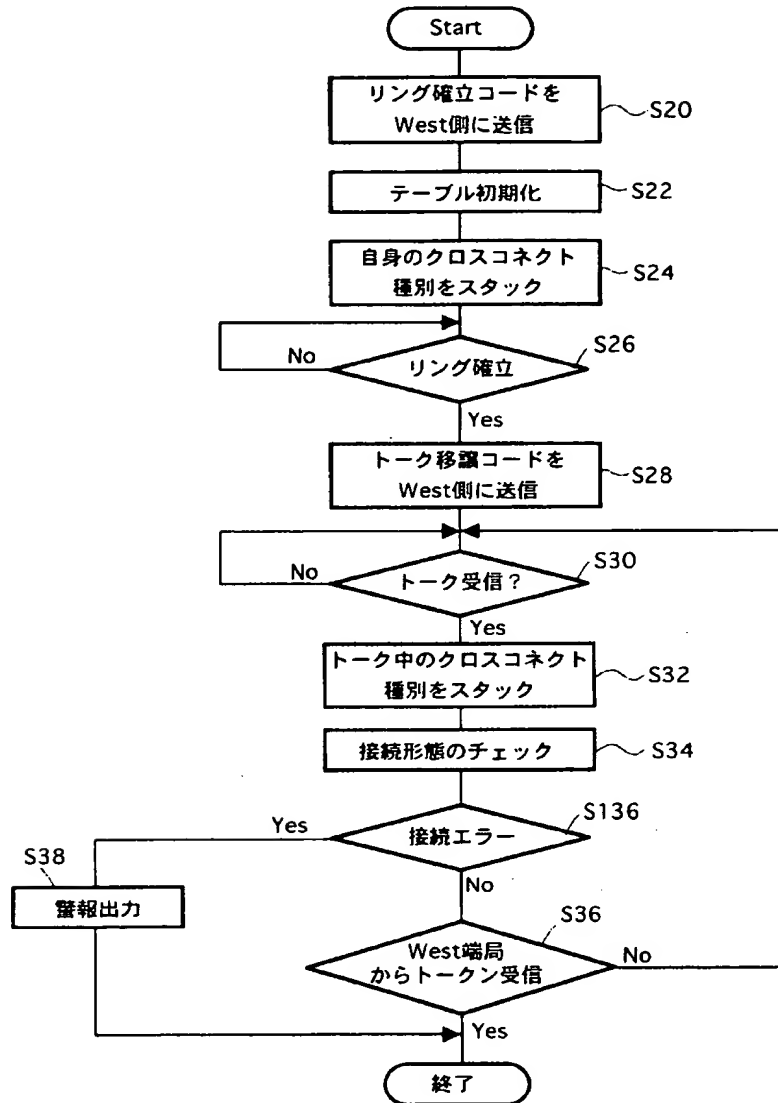 Start
リング確立コードを
West側に送信
S20
テーブル初期化
S22
自身のクロスコネクト
種別をスタック
S24
S26
No
リング確立
Yes
トーク移譲コードを
West側に送信
S28
S30
No
トーク受信？
Yes
トーク中のクロスコネクト
種別をスタック
S32
接続形態のチェック
S34
Yes
接続エラー
S136
S38
No
警報出力
S36
West端局
からトークン受信
No
Yes
終了